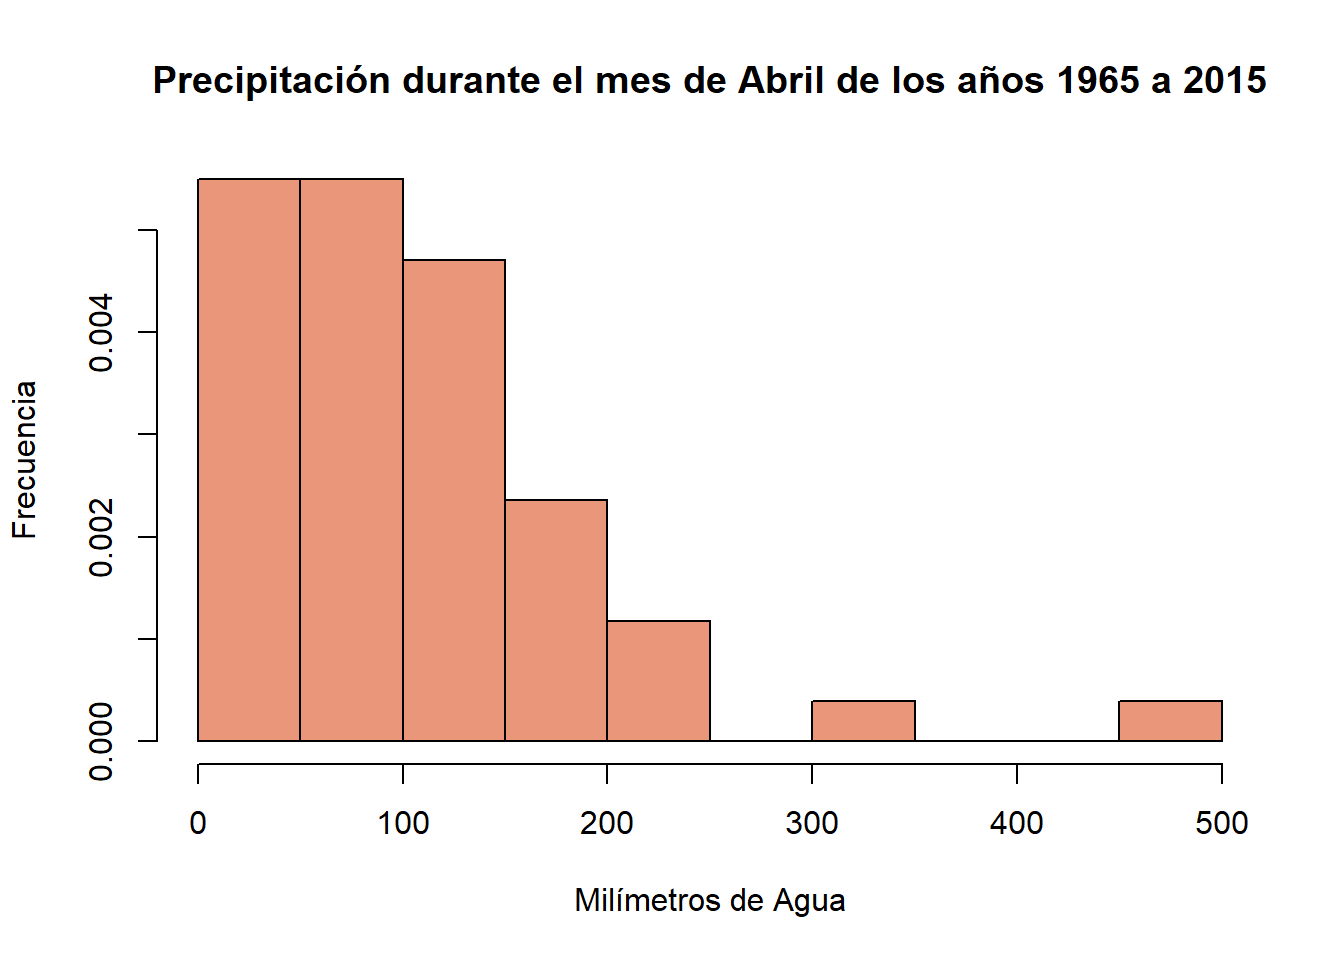 Precipitación durante el mes de Abril de los años 1965 a 2015
Frecuencia
0.004
0.002
0.000
0 100 200 300 400 500
Milímetros de Agua